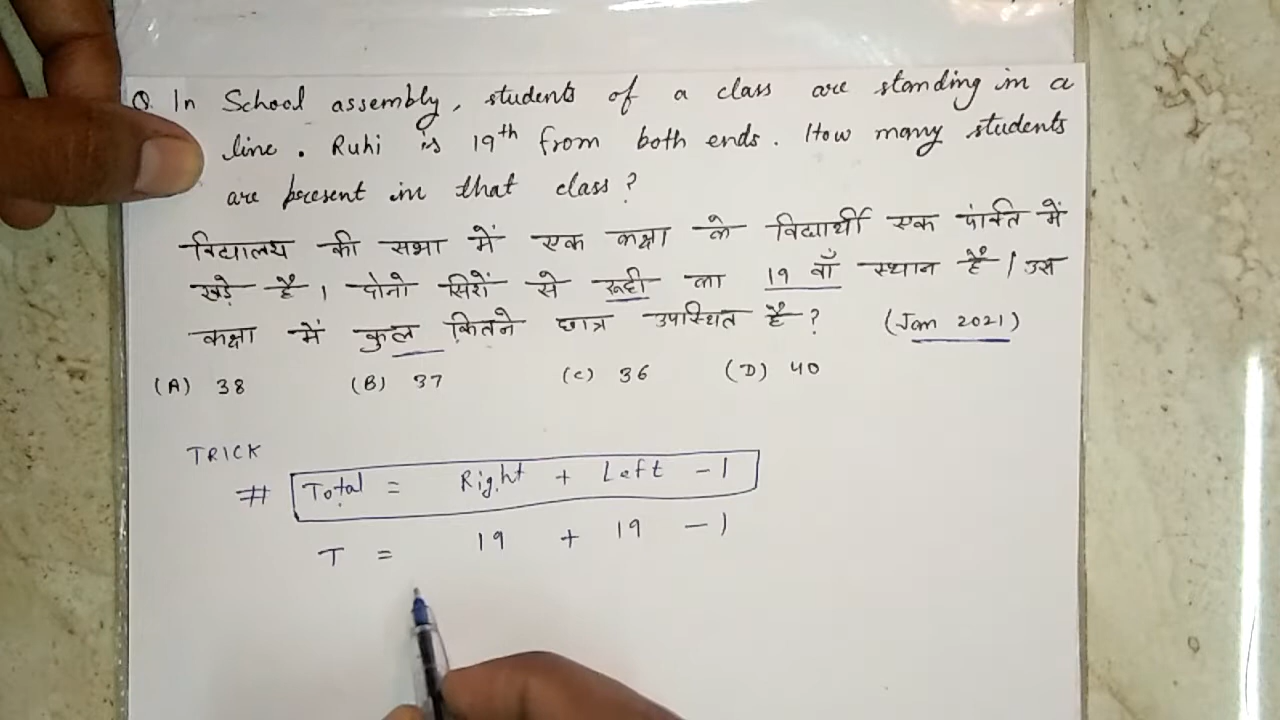 Q. In School assembly, students of a class are standing in a
line. Ruhi is 19th from both ends. How many students
are present in that class?
विद्यालय की सभा में एक कक्षा के विद्यार्थी एक पंक्ति में
खड़े है। दोनो सिरों से रूही का 19 वाँ स्थान है। उस
कक्षा में कुल कितने छात्र उपस्थित है? (Jan 2021)
(A) 38 (B) 37 (C) 36 (D) 40
TRICK
# Total = Right + Left - 1
T = 19 + 19 - 1